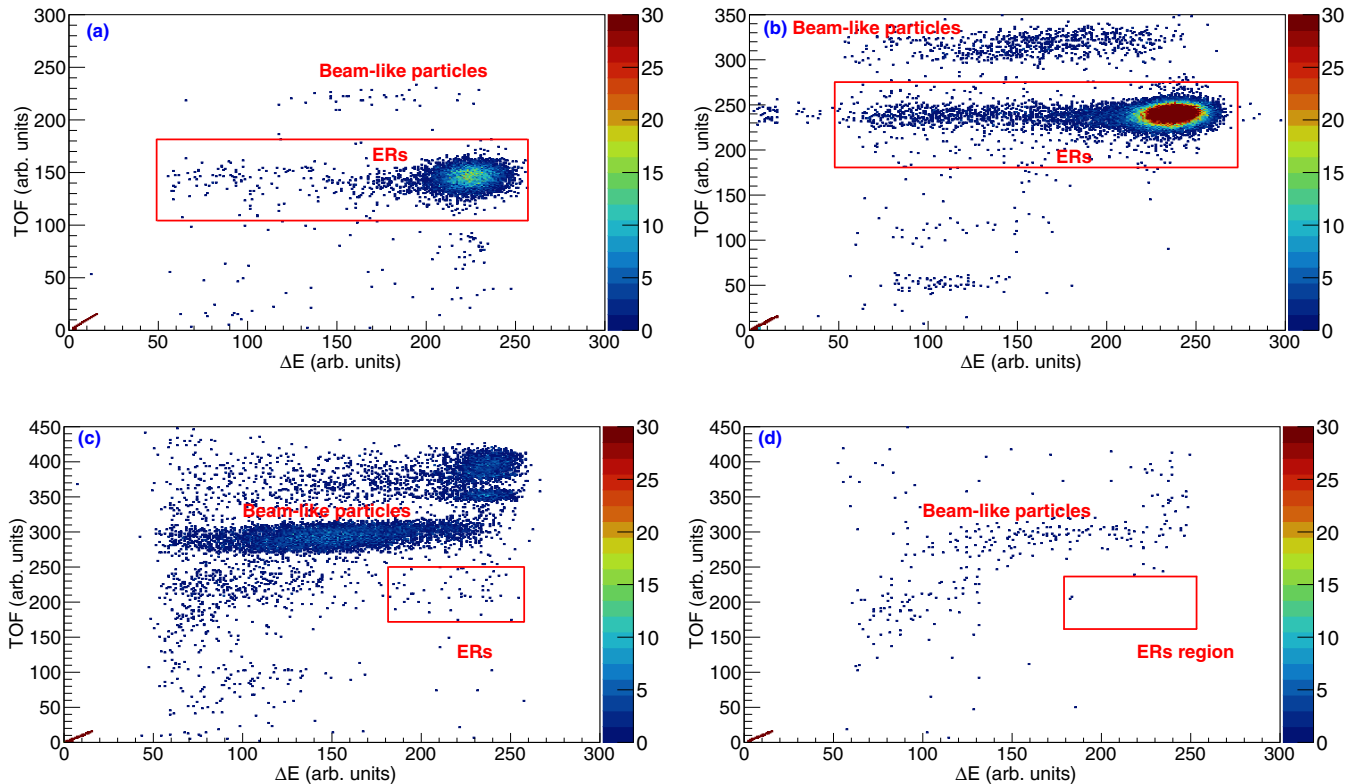 (a)
Beam-like particles
ERs
TOF (arb. units)
300
250
200
150
100
50
0
0 50 100 150 200 250 300
ΔE (arb. units)
30
25
20
15
10
5
0
(b)
Beam-like particles
ERs
TOF (arb. units)
350
300
250
200
150
100
50
0
0 50 100 150 200 250 300
ΔE (arb. units)
30
25
20
15
10
5
0
(c)
Beam-like particles
ERs
TOF (arb. units)
450
400
350
300
250
200
150
100
50
0
0 50 100 150 200 250 300
ΔE (arb. units)
30
25
20
15
10
5
0
(d)
Beam-like particles
ERs region
TOF (arb. units)
450
400
350
300
250
200
150
100
50
0
0 50 100 150 200 250 300
ΔE (arb. units)
30
25
20
15
10
5
0